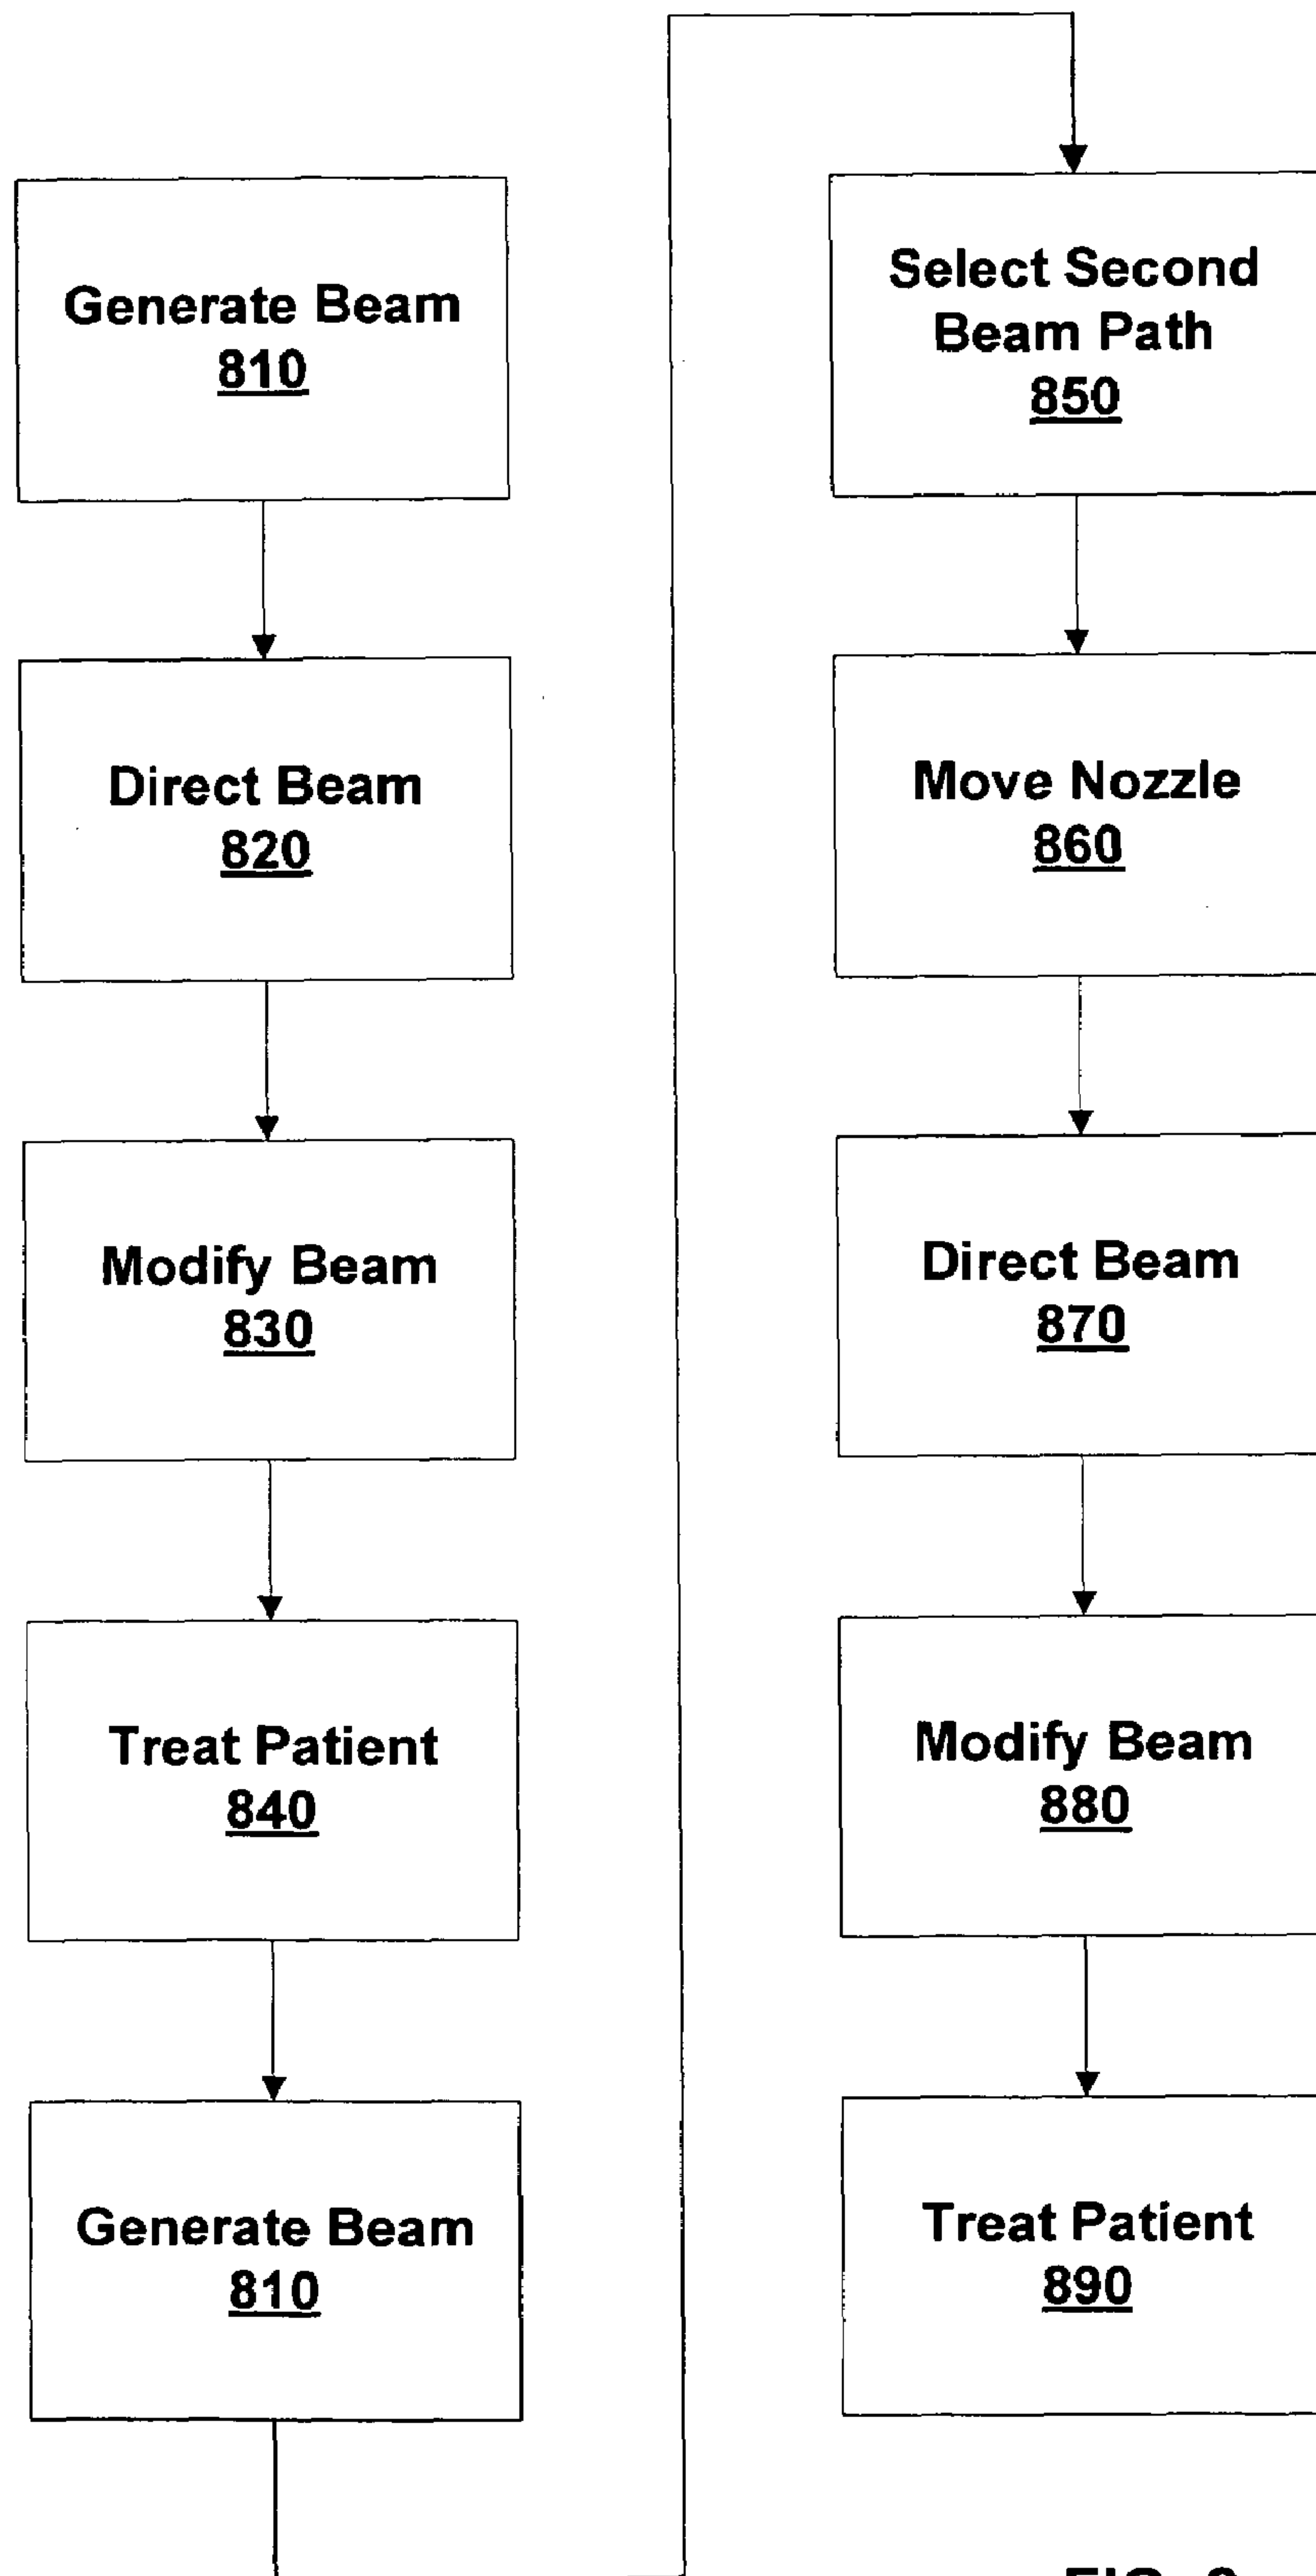 Generate Beam
810
Direct Beam
820
Modify Beam
830
Treat Patient
840
Generate Beam
810
Select Second
Beam Path
850
Move Nozzle
860
Direct Beam
870
Modify Beam
880
Treat Patient
890